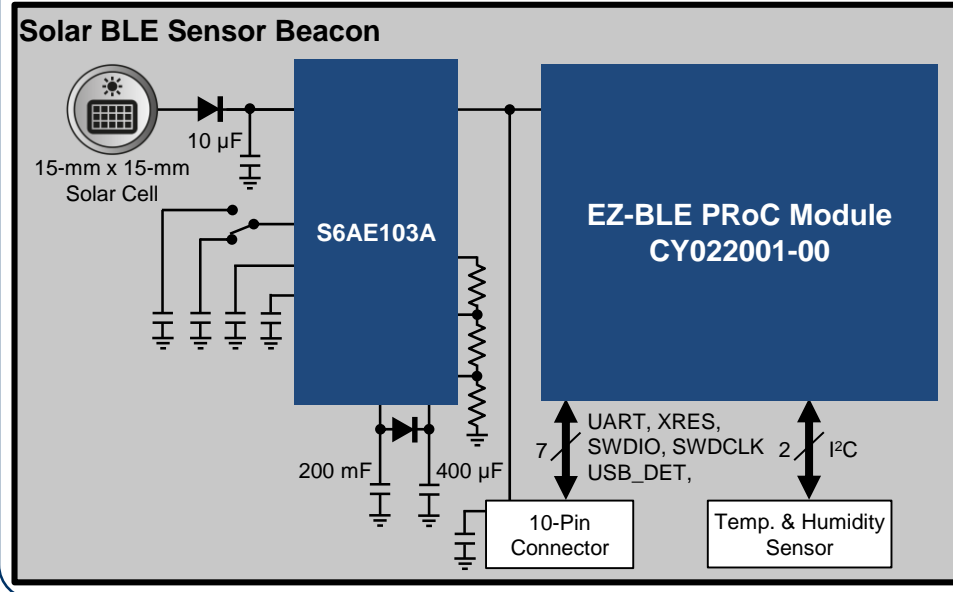 Solar BLE Sensor Beacon
10 µF
15-mm x 15-mm
Solar Cell
S6AE103A
EZ-BLE PRoC Module
CY022001-00
200 mF
400 µF
7
UART, XRES,
SWDIO, SWDCLK
USB_DET,
2
I²C
10-Pin
Connector
Temp. & Humidity
Sensor